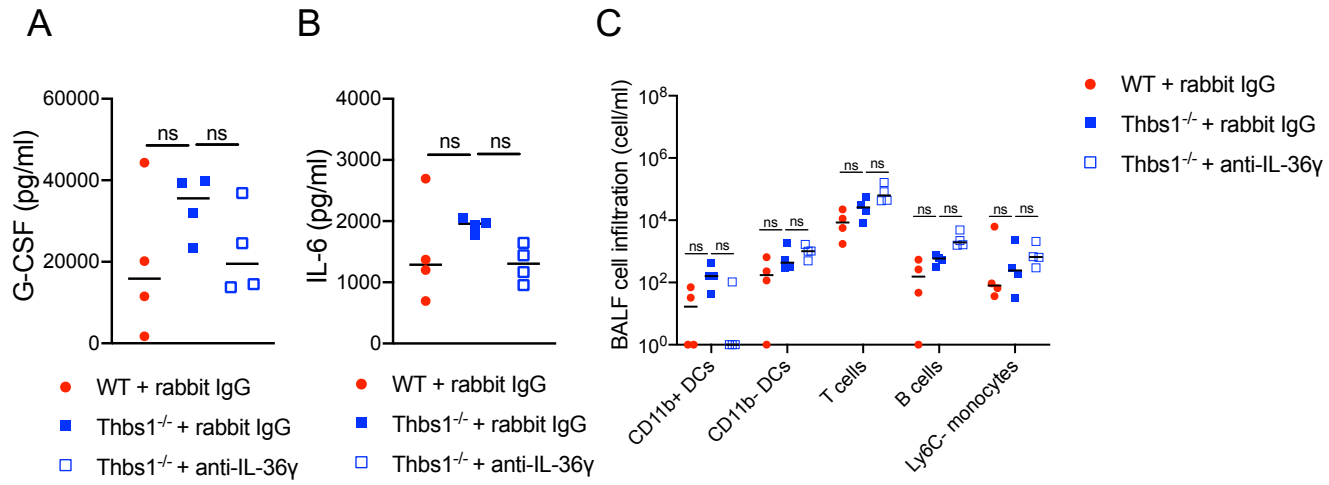 A
G-CSF (pg/ml)
60000
40000
20000
0
ns
ns
WT + rabbit IgG
Thbs1-/- + rabbit IgG
Thbs1-/- + anti-IL-36γ
B
IL-6 (pg/ml)
4000
3000
2000
1000
0
ns
ns
WT + rabbit IgG
Thbs1-/- + rabbit IgG
Thbs1-/- + anti-IL-36γ
C
BALF cell infiltration (cell/ml)
10^8
10^6
10^4
10^2
10^0
ns
ns
ns
ns
ns
ns
ns
ns
ns
ns
CD11b+ DCs
CD11b- DCs
T cells
B cells
Ly6C- monocytes
WT + rabbit IgG
Thbs1-/- + rabbit IgG
Thbs1-/- + anti-IL-36γ